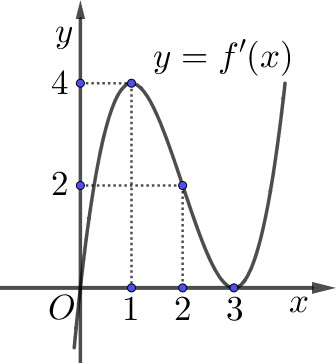 y
y = f'(x)
4
2
O 1 2 3 x